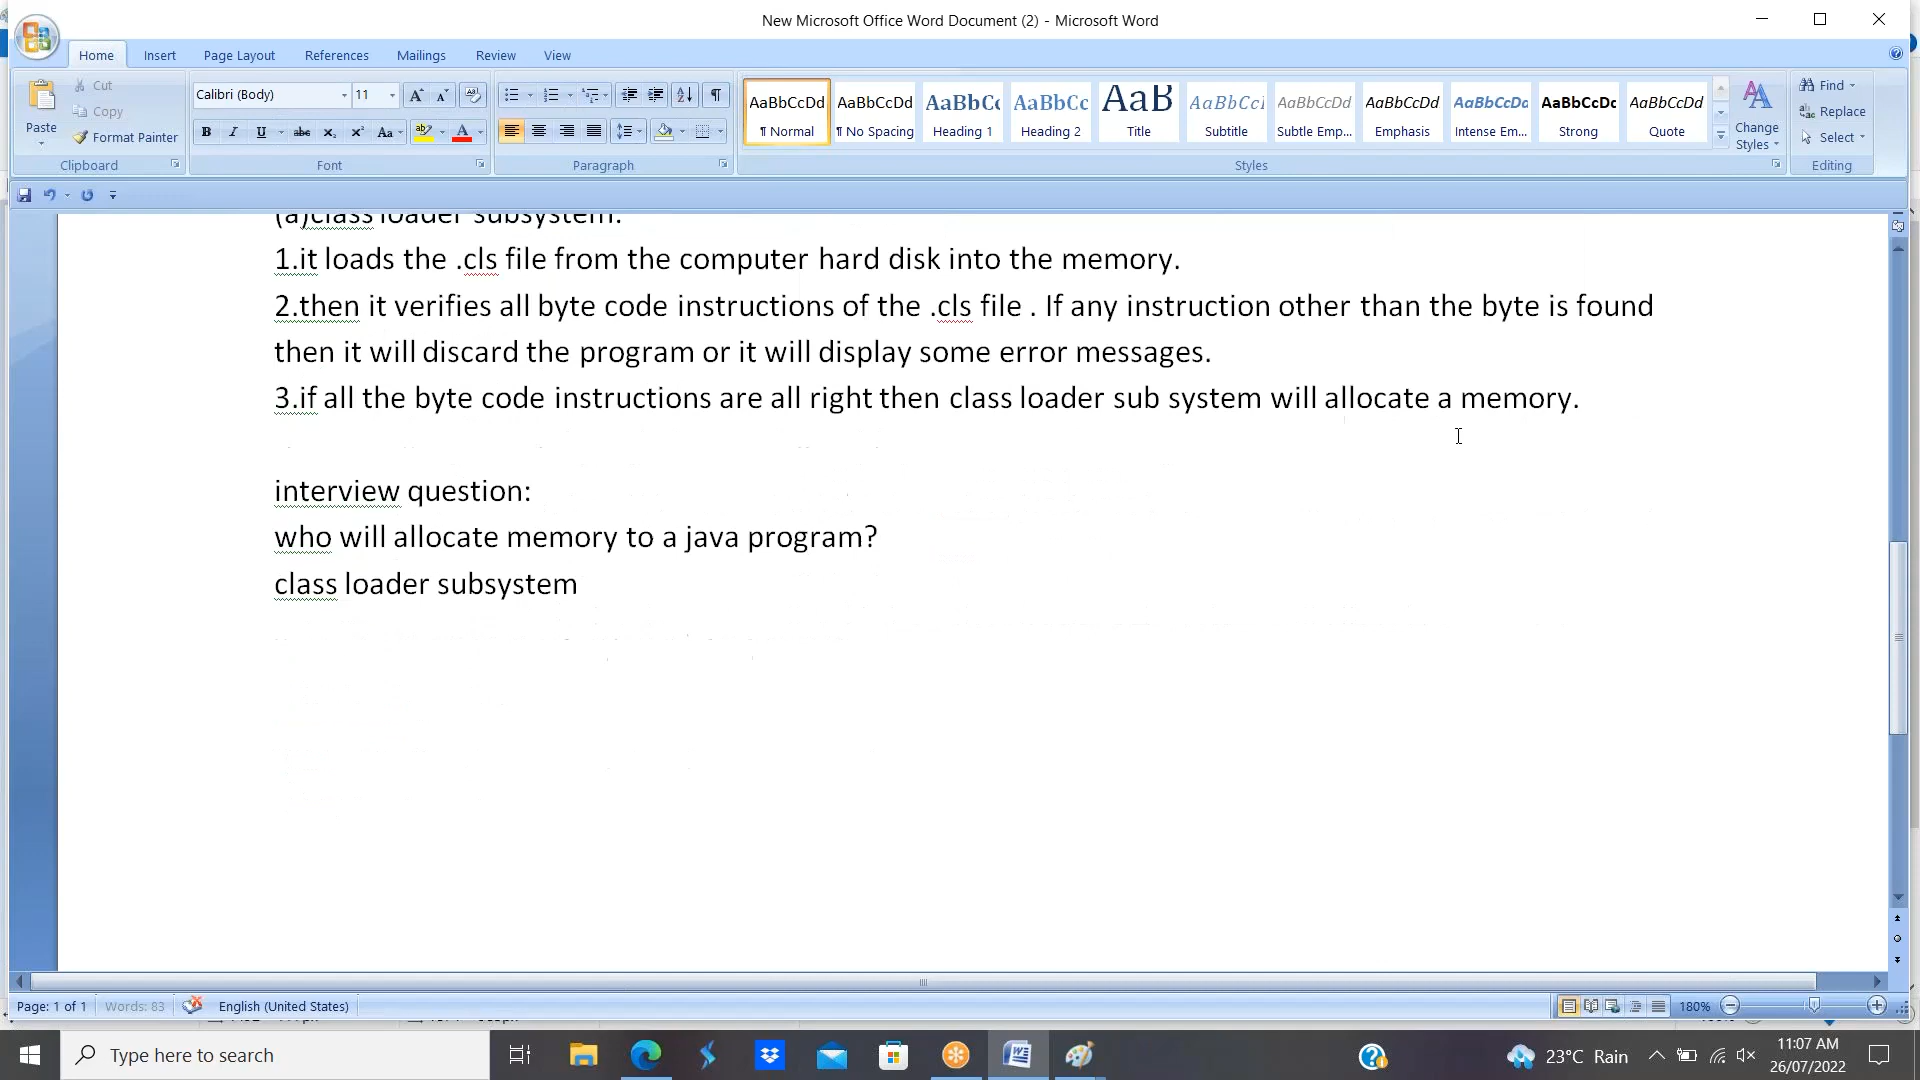 New Microsoft Office Word Document (2) - Microsoft Word
Home Insert Page Layout References Mailings Review View
Paste
Cut
Copy
Format Painter
Clipboard
Calibri (Body) 11
Font
Paragraph
AaBbCcDd AaBbCcDd AaBbCc AaBbCc AaB AaBbCcI AaBbCcDd AaBbCcDd AaBbCcDd AaBbCcDc AaBbCcDd
¶ Normal ¶ No Spacing Heading 1 Heading 2 Title Subtitle Subtle Emp... Emphasis Intense Em... Strong Quote
Change
Styles
Styles
Find
Replace
Select
Editing
(a)class loader subsystem:
1.it loads the .cls file from the computer hard disk into the memory.
2.then it verifies all byte code instructions of the .cls file . If any instruction other than the byte is found
then it will discard the program or it will display some error messages.
3.if all the byte code instructions are all right then class loader sub system will allocate a memory.
interview question:
who will allocate memory to a java program?
class loader subsystem
Page: 1 of 1 Words: 83 English (United States) 180%
Type here to search
23°C Rain
11:07 AM
26/07/2022